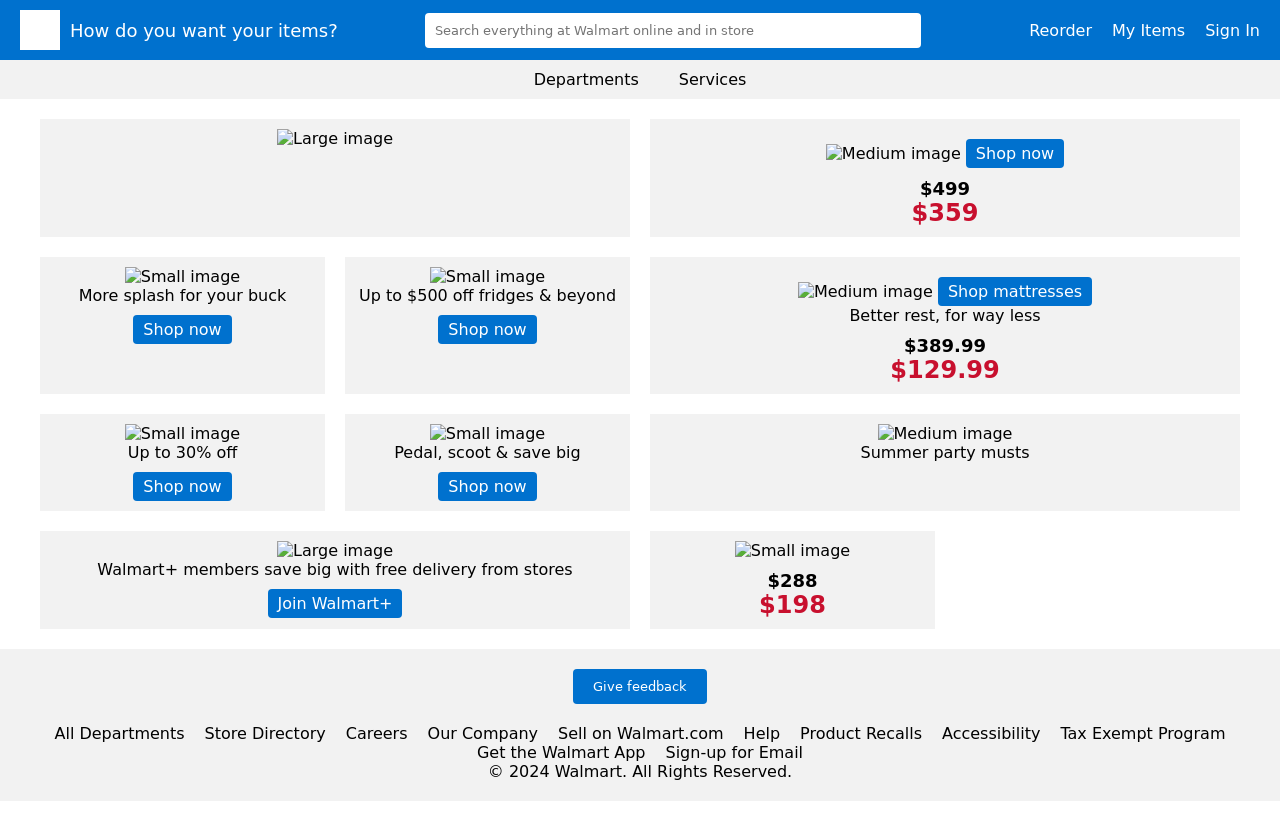 How do you want your items?
Search everything at Walmart online and in store
Reorder
My Items
Sign In
Departments
Services
Large image
Medium image
Shop now
$499
$359
Small image
More splash for your buck
Shop now
Small image
Up to $500 off fridges & beyond
Shop now
Medium image
Shop mattresses
Better rest, for way less
$389.99
$129.99
Small image
Up to 30% off
Shop now
Small image
Pedal, scoot & save big
Shop now
Medium image
Summer party musts
Large image
Walmart+ members save big with free delivery from stores
Join Walmart+
Small image
$288
$198
Give feedback
All Departments Store Directory Careers Our Company Sell on Walmart.com Help Product Recalls Accessibility Tax Exempt Program
Get the Walmart App Sign-up for Email
© 2024 Walmart. All Rights Reserved.